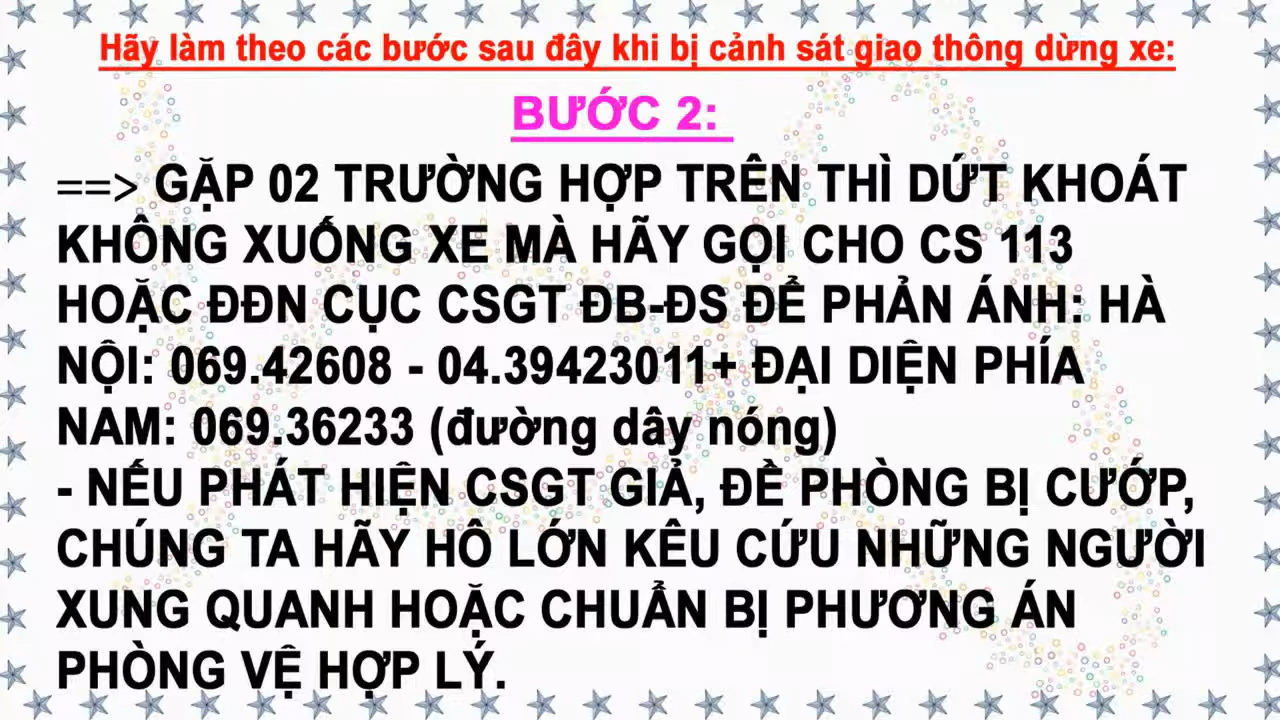 Hãy làm theo các bước sau đây khi bị cảnh sát giao thông dừng xe:
BƯỚC 2:
==> GẶP 02 TRƯỜNG HỢP TRÊN THÌ DỨT KHOÁT
KHÔNG XUỐNG XE MÀ HÃY GỌI CHO CS 113
HOẶC ĐĐN CỤC CSGT ĐB-ĐS ĐỂ PHẢN ÁNH: HÀ
NỘI: 069.42608 - 04.39423011+ ĐẠI DIỆN PHÍA
NAM: 069.36233 (đường dây nóng)
- NẾU PHÁT HIỆN CSGT GIẢ, ĐỀ PHÒNG BỊ CƯỚP,
CHÚNG TA HÃY HÔ LỚN KÊU CỨU NHỮNG NGƯỜI
XUNG QUANH HOẶC CHUẨN BỊ PHƯƠNG ÁN
PHÒNG VỆ HỢP LÝ.